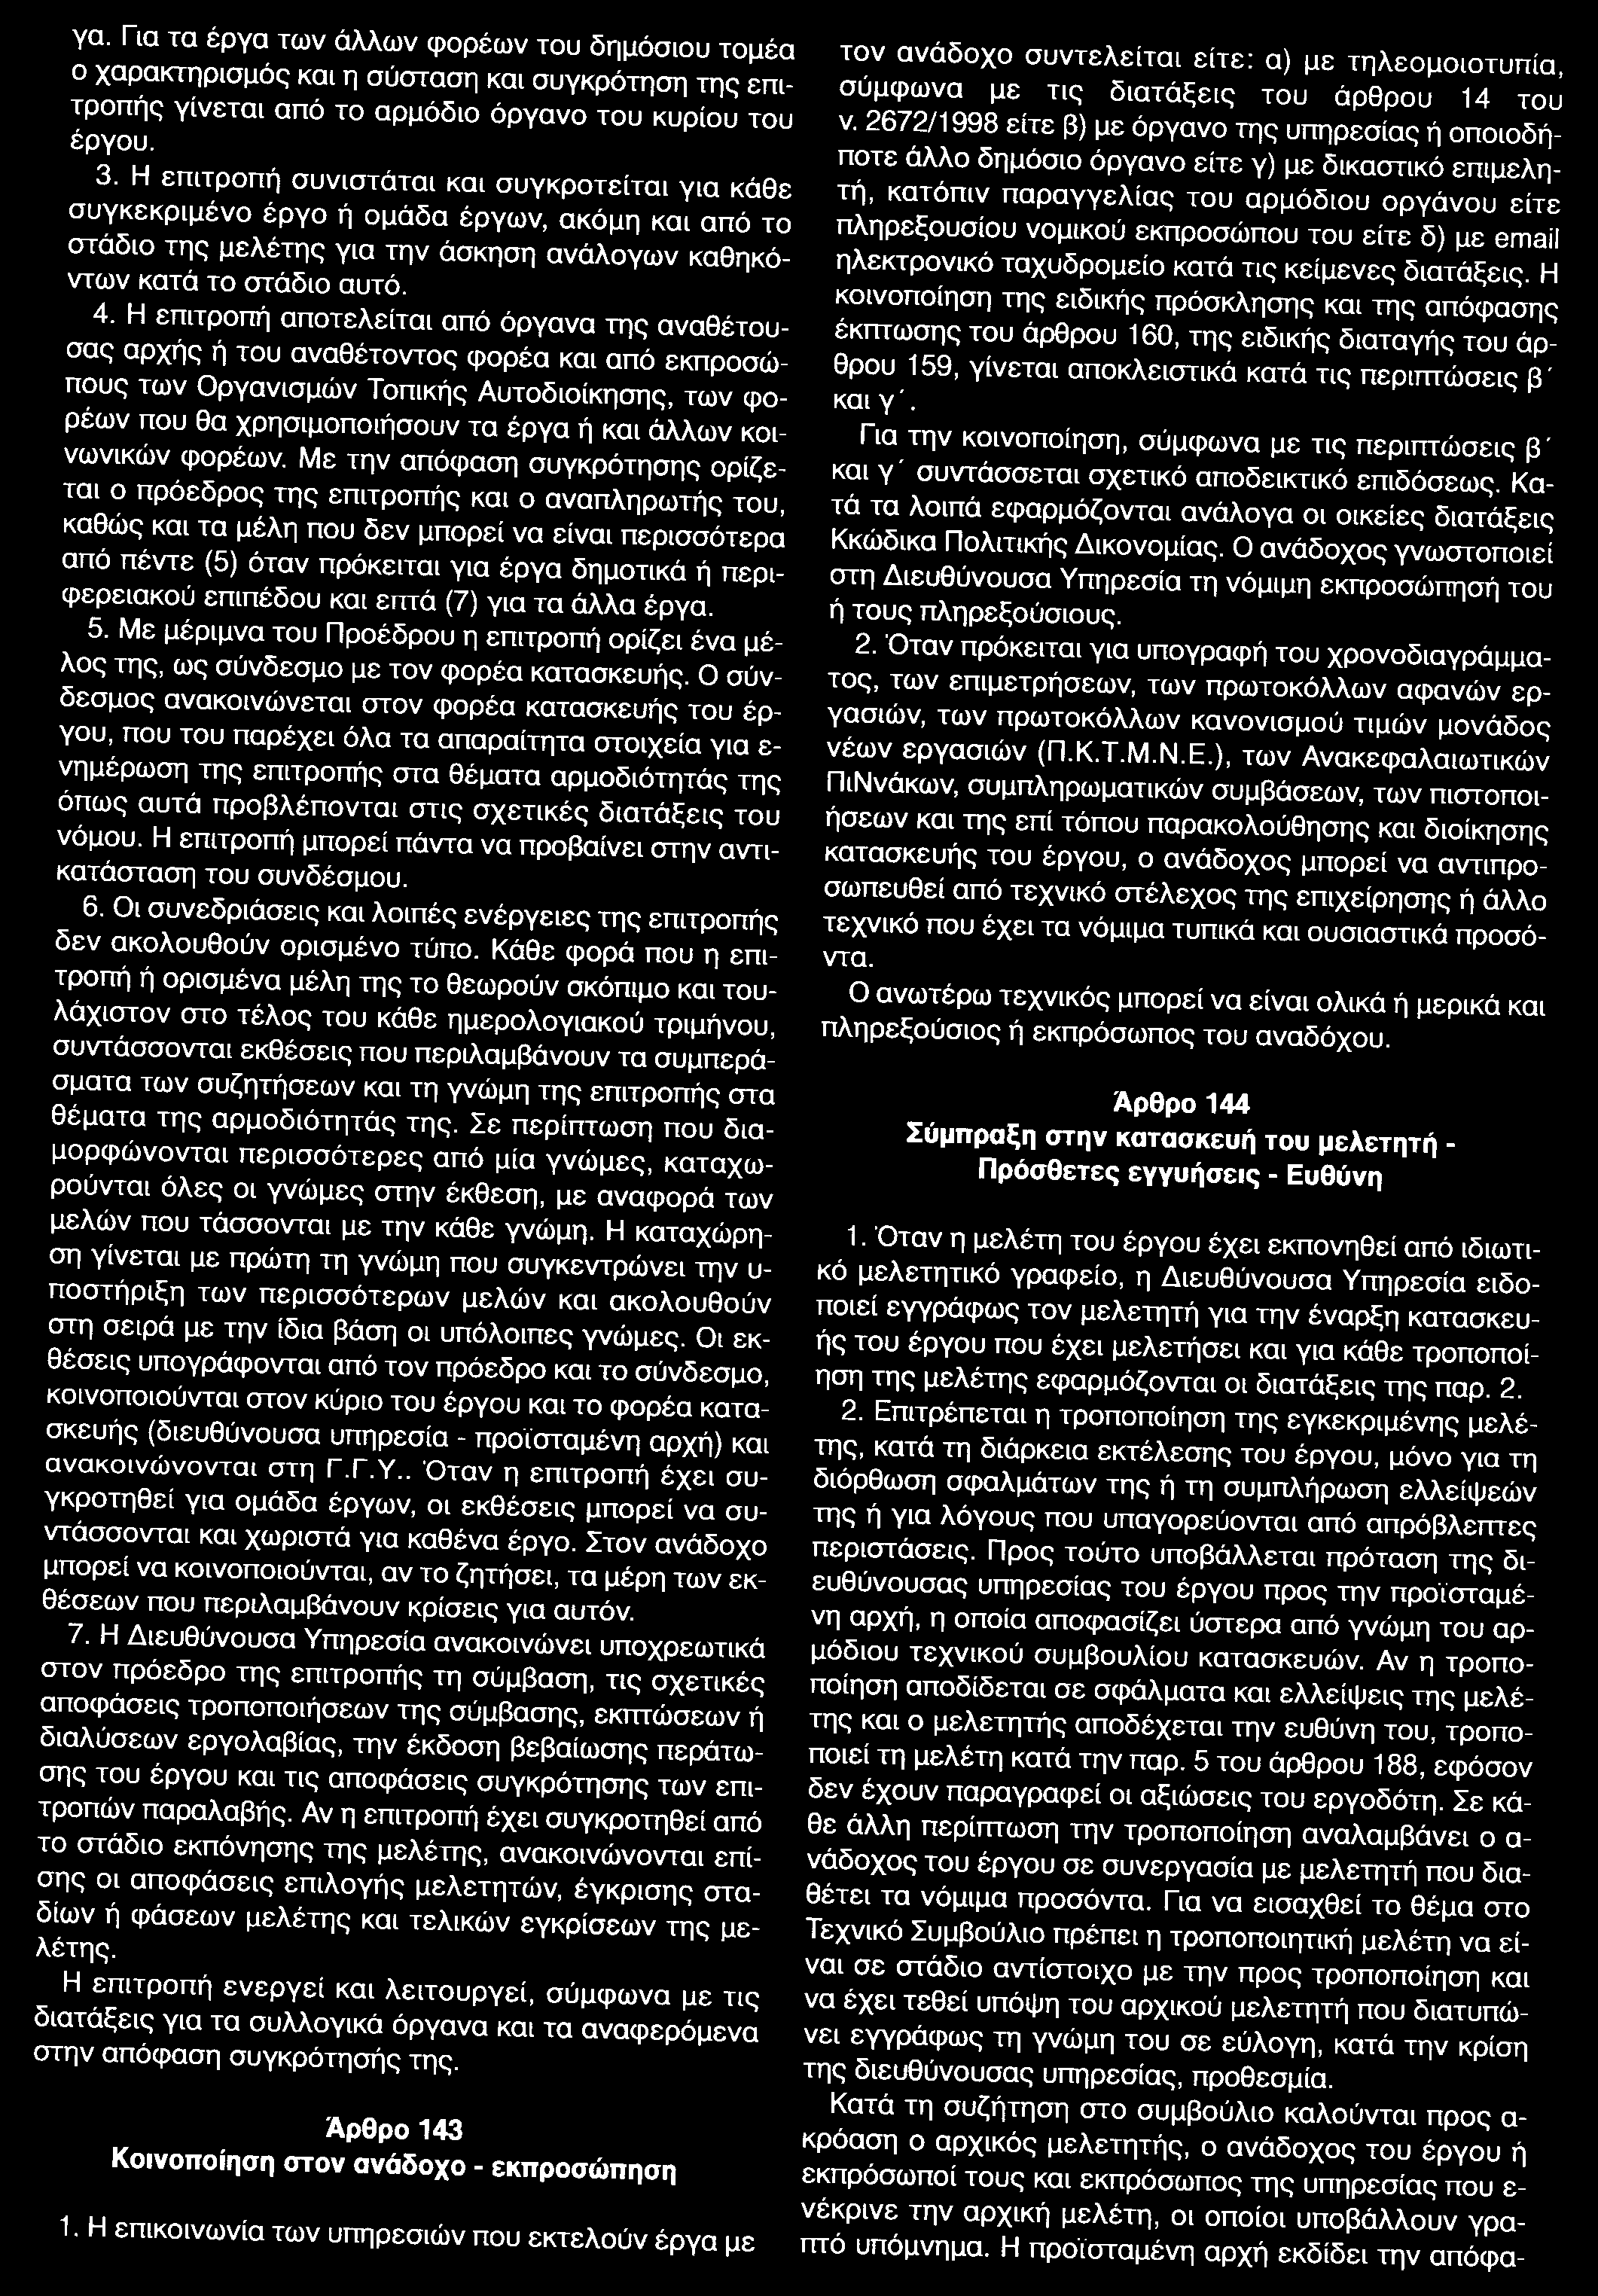 γα. Για τα έργα των άλλων φορέων του δημόσιου τομέα
ο χαρακτηρισμός και η σύσταση και συγκρότηση της επι-
τροπής γίνεται από το αρμόδιο όργανο του κυρίου του
έργου.
3. Η επιτροπή συνιστάται και συγκροτείται για κάθε
συγκεκριμένο έργο ή ομάδα έργων, ακόμη και από το
στάδιο της μελέτης για την άσκηση ανάλογων καθηκό-
ντων κατά το στάδιο αυτό.
4. Η επιτροπή αποτελείται από όργανα της αναθέτου-
σας αρχής ή του αναθέτοντος φορέα και από εκπροσώ-
πους των Οργανισμών Τοπικής Αυτοδιοίκησης, των φο-
ρέων που θα χρησιμοποιήσουν τα έργα ή και άλλων κοι-
νωνικών φορέων. Με την απόφαση συγκρότησης ορίζε-
ται ο πρόεδρος της επιτροπής και ο αναπληρωτής του,
καθώς και τα μέλη που δεν μπορεί να είναι περισσότερα
από πέντε (5) όταν πρόκειται για έργα δημοτικά ή περι-
φερειακού επιπέδου και επτά (7) για τα άλλα έργα.
5. Με μέριμνα του Προέδρου η επιτροπή ορίζει ένα μέ-
λος της, ως σύνδεσμο με τον φορέα κατασκευής. Ο σύν-
δεσμος ανακοινώνεται στον φορέα κατασκευής του έρ-
γου, που του παρέχει όλα τα απαραίτητα στοιχεία για ε-
νημέρωση της επιτροπής στα θέματα αρμοδιότητάς της
όπως αυτά προβλέπονται στις σχετικές διατάξεις του
νόμου. Η επιτροπή μπορεί πάντα να προβαίνει στην αντι-
κατάσταση του συνδέσμου.
6. Οι συνεδριάσεις και λοιπές ενέργειες της επιτροπής
δεν ακολουθούν ορισμένο τύπο. Κάθε φορά που η επι-
τροπή ή ορισμένα μέλη της το θεωρούν σκόπιμο και του-
λάχιστον στο τέλος του κάθε ημερολογιακού τριμήνου,
συντάσσονται εκθέσεις που περιλαμβάνουν τα συμπερά-
σματα των συζητήσεων και τη γνώμη της επιτροπής στα
θέματα της αρμοδιότητάς της. Σε περίπτωση που δια-
μορφώνονται περισσότερες από μία γνώμες, καταχω-
ρούνται όλες οι γνώμες στην έκθεση, με αναφορά των
μελών που τάσσονται με την κάθε γνώμη. Η καταχώρη-
ση γίνεται με πρώτη τη γνώμη που συγκεντρώνει την υ-
ποστήριξη των περισσότερων μελών και ακολουθούν
στη σειρά με την ίδια βάση οι υπόλοιπες γνώμες. Οι εκ-
θέσεις υπογράφονται από τον πρόεδρο και το σύνδεσμο,
κοινοποιούνται στον κύριο του έργου και το φορέα κατα-
σκευής (διευθύνουσα υπηρεσία - προϊσταμένη αρχή) και
ανακοινώνονται στη Γ.Γ.Υ.. Όταν η επιτροπή έχει συ-
γκροτηθεί για ομάδα έργων, οι εκθέσεις μπορεί να συ-
ντάσσονται και χωριστά για καθένα έργο. Στον ανάδοχο
μπορεί να κοινοποιούνται, αν το ζητήσει, τα μέρη των εκ-
θέσεων που περιλαμβάνουν κρίσεις για αυτόν.
7. Η Διευθύνουσα Υπηρεσία ανακοινώνει υποχρεωτικά
στον πρόεδρο της επιτροπής τη σύμβαση, τις σχετικές
αποφάσεις τροποποιήσεων της σύμβασης, εκπτώσεων ή
διαλύσεων εργολαβίας, την έκδοση βεβαίωσης περάτω-
σης του έργου και τις αποφάσεις συγκρότησης των επι-
τροπών παραλαβής. Αν η επιτροπή έχει συγκροτηθεί από
το στάδιο εκπόνησης της μελέτης, ανακοινώνονται επί-
σης οι αποφάσεις επιλογής μελετητών, έγκρισης στα-
δίων ή φάσεων μελέτης και τελικών εγκρίσεων της με-
λέτης.
Η επιτροπή ενεργεί και λειτουργεί, σύμφωνα με τις
διατάξεις για τα συλλογικά όργανα και τα αναφερόμενα
στην απόφαση συγκρότησής της.
Άρθρο 143
Κοινοποίηση στον ανάδοχο - εκπροσώπηση
1. Η επικοινωνία των υπηρεσιών που εκτελούν έργα με
τον ανάδοχο συντελείται είτε: α) με τηλεομοιοτυπία,
σύμφωνα με τις διατάξεις του άρθρου 14 του
ν. 2672/1998 είτε β) με όργανο της υπηρεσίας ή οποιοδή-
ποτε άλλο δημόσιο όργανο είτε γ) με δικαστικό επιμελη-
τή, κατόπιν παραγγελίας του αρμόδιου οργάνου είτε
πληρεξουσίου νομικού εκπροσώπου του είτε δ) με email
ηλεκτρονικό ταχυδρομείο κατά τις κείμενες διατάξεις. Η
κοινοποίηση της ειδικής πρόσκλησης και της απόφασης
έκπτωσης του άρθρου 160, της ειδικής διαταγής του άρ-
θρου 159, γίνεται αποκλειστικά κατά τις περιπτώσεις β΄
και γ΄.
Για την κοινοποίηση, σύμφωνα με τις περιπτώσεις β΄
και γ΄ συντάσσεται σχετικό αποδεικτικό επιδόσεως. Κα-
τά τα λοιπά εφαρμόζονται ανάλογα οι οικείες διατάξεις
Κκώδικα Πολιτικής Δικονομίας. Ο ανάδοχος γνωστοποιεί
στη Διευθύνουσα Υπηρεσία τη νόμιμη εκπροσώπησή του
ή τους πληρεξούσιους.
2. Όταν πρόκειται για υπογραφή του χρονοδιαγράμμα-
τος, των επιμετρήσεων, των πρωτοκόλλων αφανών ερ-
γασιών, των πρωτοκόλλων κανονισμού τιμών μονάδος
νέων εργασιών (Π.Κ.Τ.Μ.Ν.Ε.), των Ανακεφαλαιωτικών
ΠιΝνάκων, συμπληρωματικών συμβάσεων, των πιστοποι-
ήσεων και της επί τόπου παρακολούθησης και διοίκησης
κατασκευής του έργου, ο ανάδοχος μπορεί να αντιπρο-
σωπευθεί από τεχνικό στέλεχος της επιχείρησης ή άλλο
τεχνικό που έχει τα νόμιμα τυπικά και ουσιαστικά προσό-
ντα.
Ο ανωτέρω τεχνικός μπορεί να είναι ολικά ή μερικά και
πληρεξούσιος ή εκπρόσωπος του αναδόχου.
Άρθρο 144
Σύμπραξη στην κατασκευή του μελετητή -
Πρόσθετες εγγυήσεις - Ευθύνη
1. Όταν η μελέτη του έργου έχει εκπονηθεί από ιδιωτι-
κό μελετητικό γραφείο, η Διευθύνουσα Υπηρεσία ειδο-
ποιεί εγγράφως τον μελετητή για την έναρξη κατασκευ-
ής του έργου που έχει μελετήσει και για κάθε τροποποί-
ηση της μελέτης εφαρμόζονται οι διατάξεις της παρ. 2.
2. Επιτρέπεται η τροποποίηση της εγκεκριμένης μελέ-
της, κατά τη διάρκεια εκτέλεσης του έργου, μόνο για τη
διόρθωση σφαλμάτων της ή τη συμπλήρωση ελλείψεών
της ή για λόγους που υπαγορεύονται από απρόβλεπτες
περιστάσεις. Προς τούτο υποβάλλεται πρόταση της δι-
ευθύνουσας υπηρεσίας του έργου προς την προϊσταμέ-
νη αρχή, η οποία αποφασίζει ύστερα από γνώμη του αρ-
μόδιου τεχνικού συμβουλίου κατασκευών. Αν η τροπο-
ποίηση αποδίδεται σε σφάλματα και ελλείψεις της μελέ-
της και ο μελετητής αποδέχεται την ευθύνη του, τροπο-
ποιεί τη μελέτη κατά την παρ. 5 του άρθρου 188, εφόσον
δεν έχουν παραγραφεί οι αξιώσεις του εργοδότη. Σε κά-
θε άλλη περίπτωση την τροποποίηση αναλαμβάνει ο α-
νάδοχος του έργου σε συνεργασία με μελετητή που δια-
θέτει τα νόμιμα προσόντα. Για να εισαχθεί το θέμα στο
Τεχνικό Συμβούλιο πρέπει η τροποποιητική μελέτη να εί-
ναι σε στάδιο αντίστοιχο με την προς τροποποίηση και
να έχει τεθεί υπόψη του αρχικού μελετητή που διατυπώ-
νει εγγράφως τη γνώμη του σε εύλογη, κατά την κρίση
της διευθύνουσας υπηρεσίας, προθεσμία.
Κατά τη συζήτηση στο συμβούλιο καλούνται προς α-
κρόαση ο αρχικός μελετητής, ο ανάδοχος του έργου ή
εκπρόσωποί τους και εκπρόσωπος της υπηρεσίας που ε-
νέκρινε την αρχική μελέτη, οι οποίοι υποβάλλουν γρα-
πτό υπόμνημα. Η προϊσταμένη αρχή εκδίδει την απόφα-